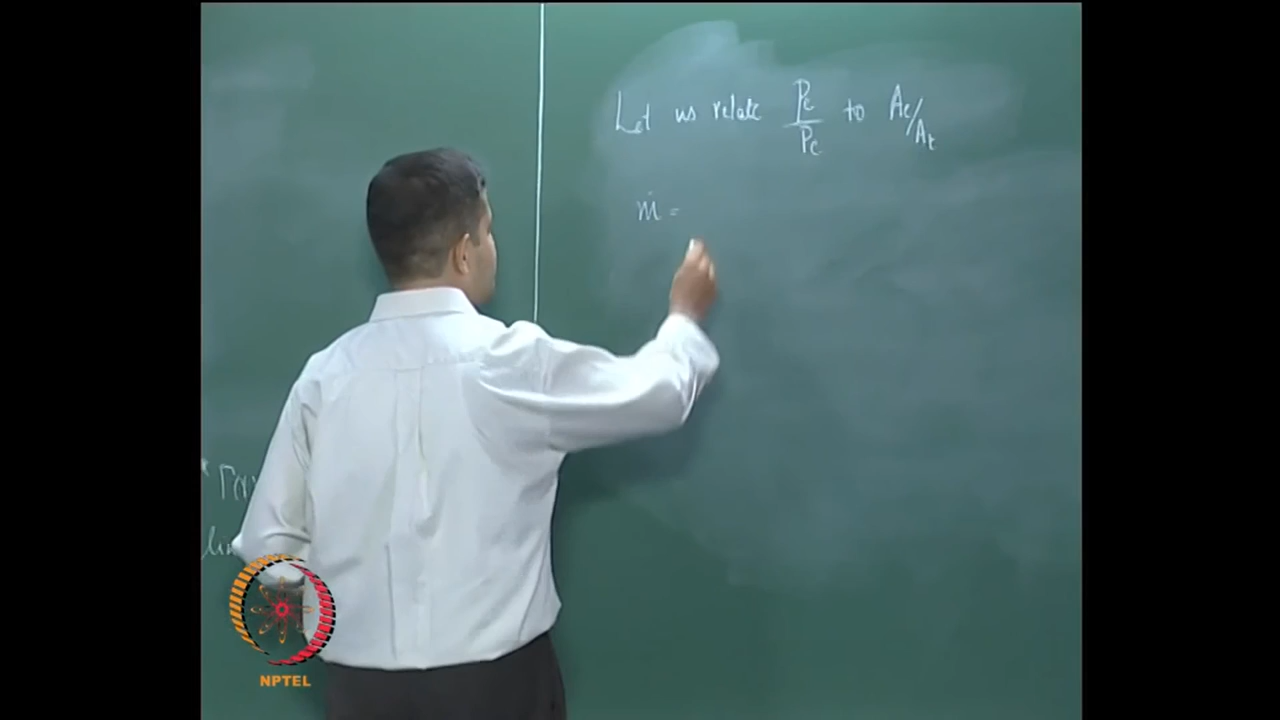 Let us relate Pe/Pc to Ae/At
ṁ =
NPTEL